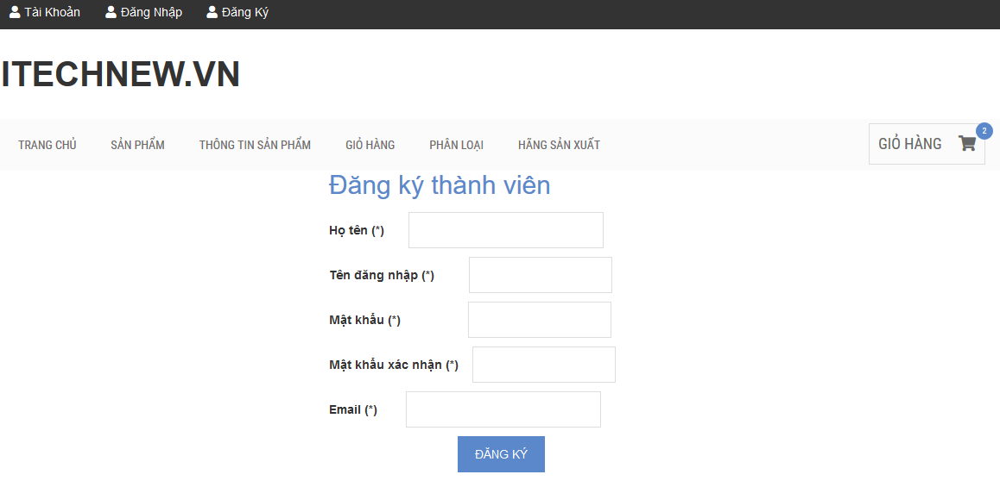 Tài Khoản Đăng Nhập Đăng Ký
ITECHNEW.VN
TRANG CHỦ SẢN PHẨM THÔNG TIN SẢN PHẨM GIỎ HÀNG PHÂN LOẠI HÃNG SẢN XUẤT GIỎ HÀNG 2
Đăng ký thành viên
Họ tên (*)
Tên đăng nhập (*)
Mật khẩu (*)
Mật khẩu xác nhận (*)
Email (*)
ĐĂNG KÝ